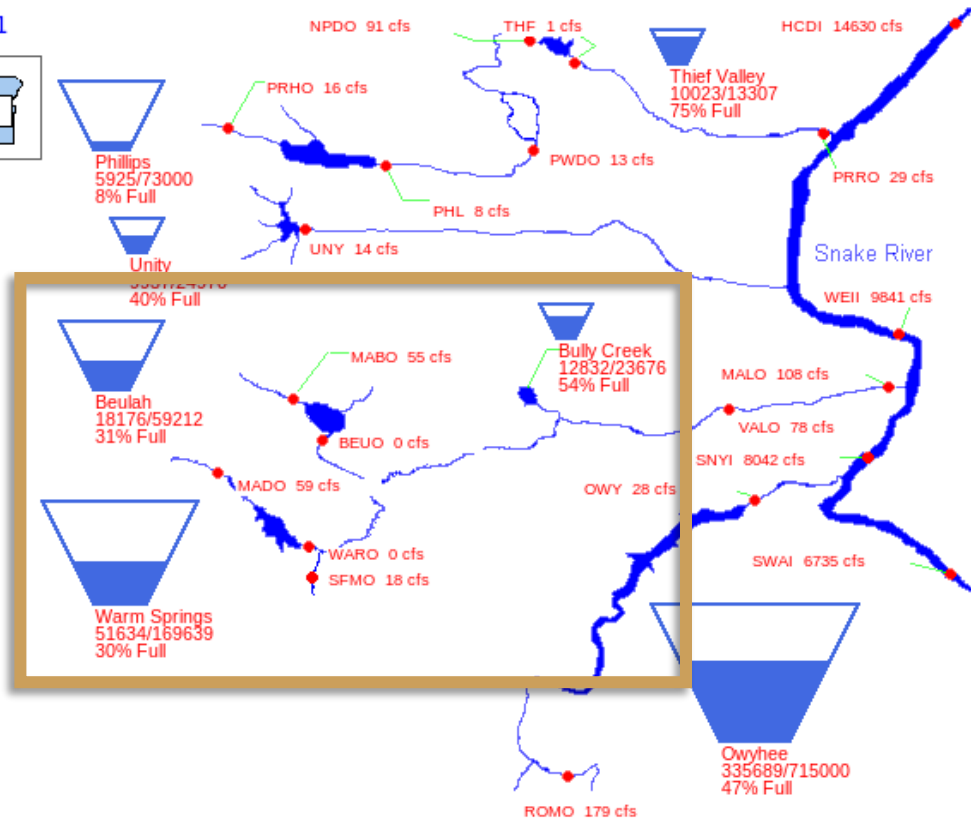 1
NPDO 91 cfs
THF 1 cfs
HCDI 14630 cfs
Thief Valley
10023/13307
75% Full
PRHO 16 cfs
Phillips
5925/73000
8% Full
PWDO 13 cfs
PRRO 29 cfs
PHL 8 cfs
UNY 14 cfs
Snake River
Unity
40% Full
WEII 9841 cfs
Bully Creek
12832/23676
54% Full
MABO 55 cfs
MALO 108 cfs
Beulah
18176/59212
31% Full
VALO 78 cfs
BEUO 0 cfs
SNYI 8042 cfs
MADO 59 cfs
OWY 28 cfs
WARO 0 cfs
SWAI 6735 cfs
SFMO 18 cfs
Warm Springs
51634/169639
30% Full
Owyhee
335689/715000
47% Full
ROMO 179 cfs